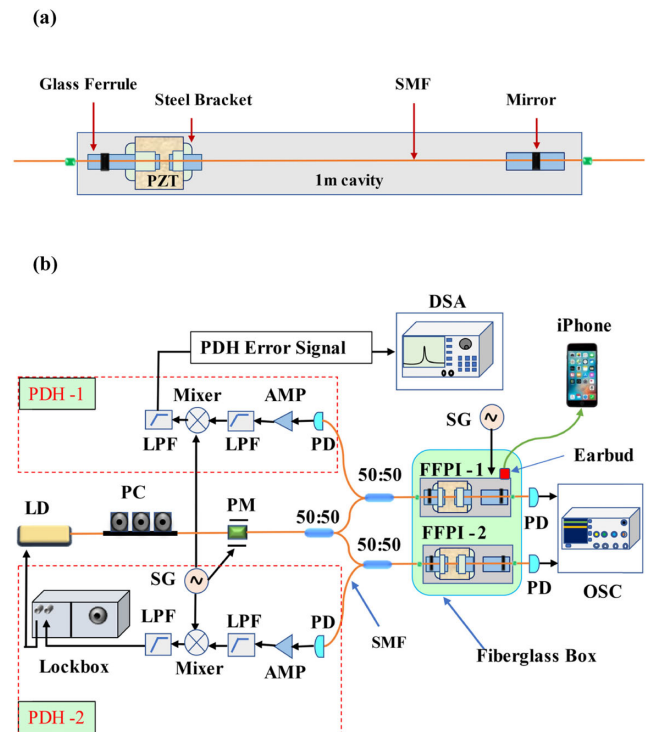 (a)
Glass Ferrule
Steel Bracket
SMF
Mirror
PZT
1m cavity
(b)
DSA
iPhone
PDH Error Signal
PDH -1
Mixer
AMP
LPF
LPF
PD
SG
Earbud
50:50
FFPI -1
LD
PC
PM
50:50
PD
50:50
FFPI -2
SG
OSC
LPF
LPF
PD
PD
SMF
Lockbox
Mixer
AMP
Fiberglass Box
PDH -2